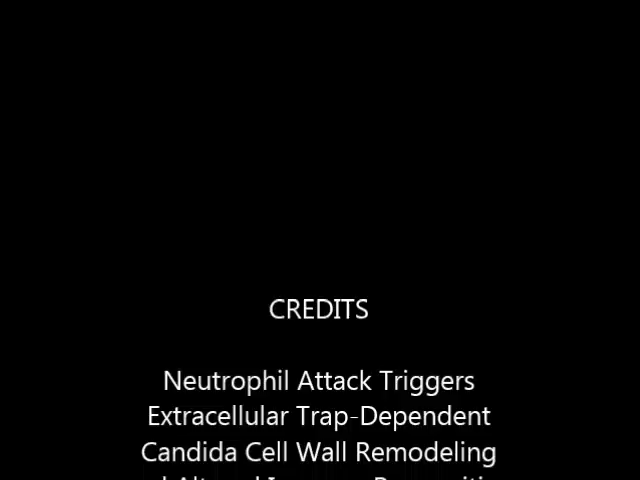 CREDITS
Neutrophil Attack Triggers
Extracellular Trap-Dependent
Candida Cell Wall Remodeling